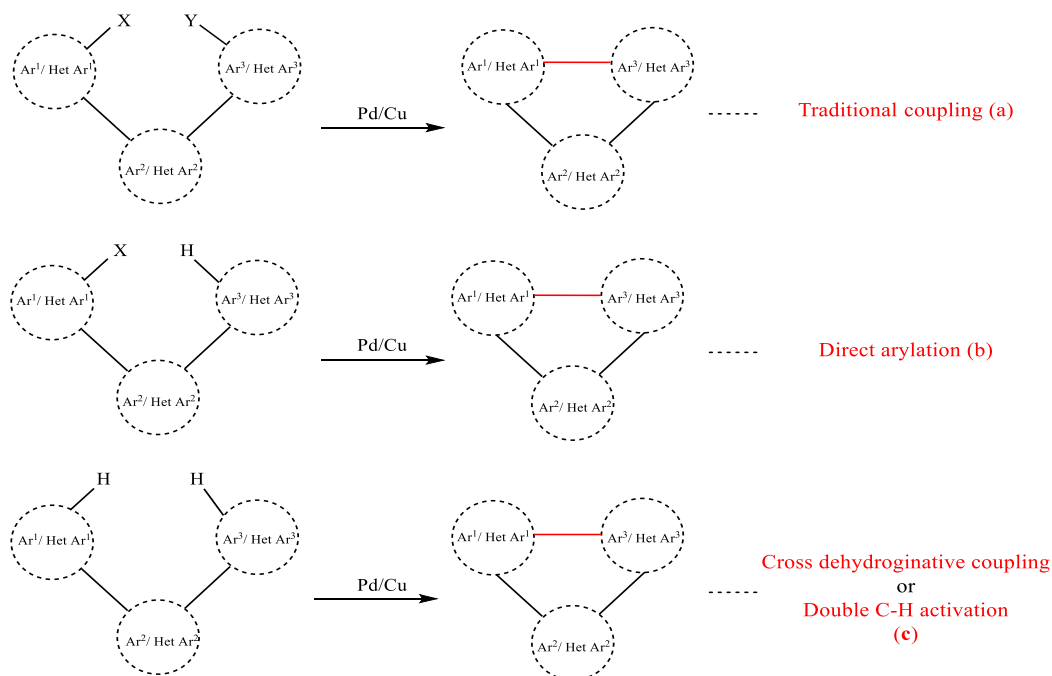 X Y
Ar¹/ Het Ar¹ Ar³/ Het Ar³
Ar²/ Het Ar²
Pd/Cu
Ar¹/ Het Ar¹ Ar³/ Het Ar³
Ar²/ Het Ar²
Traditional coupling (a)
X H
Ar¹/ Het Ar¹ Ar³/ Het Ar³
Ar²/ Het Ar²
Pd/Cu
Ar¹/ Het Ar¹ Ar³/ Het Ar³
Ar²/ Het Ar²
Direct arylation (b)
H H
Ar¹/ Het Ar¹ Ar³/ Het Ar³
Ar²/ Het Ar²
Pd/Cu
Ar¹/ Het Ar¹ Ar³/ Het Ar³
Ar²/ Het Ar²
Cross dehydroginative coupling
or
Double C-H activation
(c)